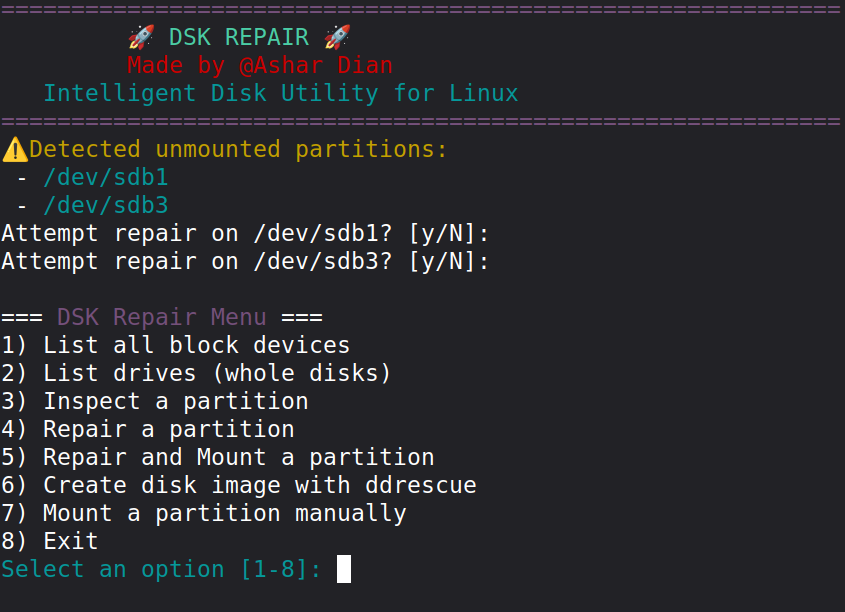 ============================================================
🚀 DSK REPAIR 🚀
Made by @Ashar Dian
Intelligent Disk Utility for Linux
============================================================
⚠️Detected unmounted partitions:
- /dev/sdb1
- /dev/sdb3
Attempt repair on /dev/sdb1? [y/N]:
Attempt repair on /dev/sdb3? [y/N]:
=== DSK Repair Menu ===
1) List all block devices
2) List drives (whole disks)
3) Inspect a partition
4) Repair a partition
5) Repair and Mount a partition
6) Create disk image with ddrescue
7) Mount a partition manually
8) Exit
Select an option [1-8]: